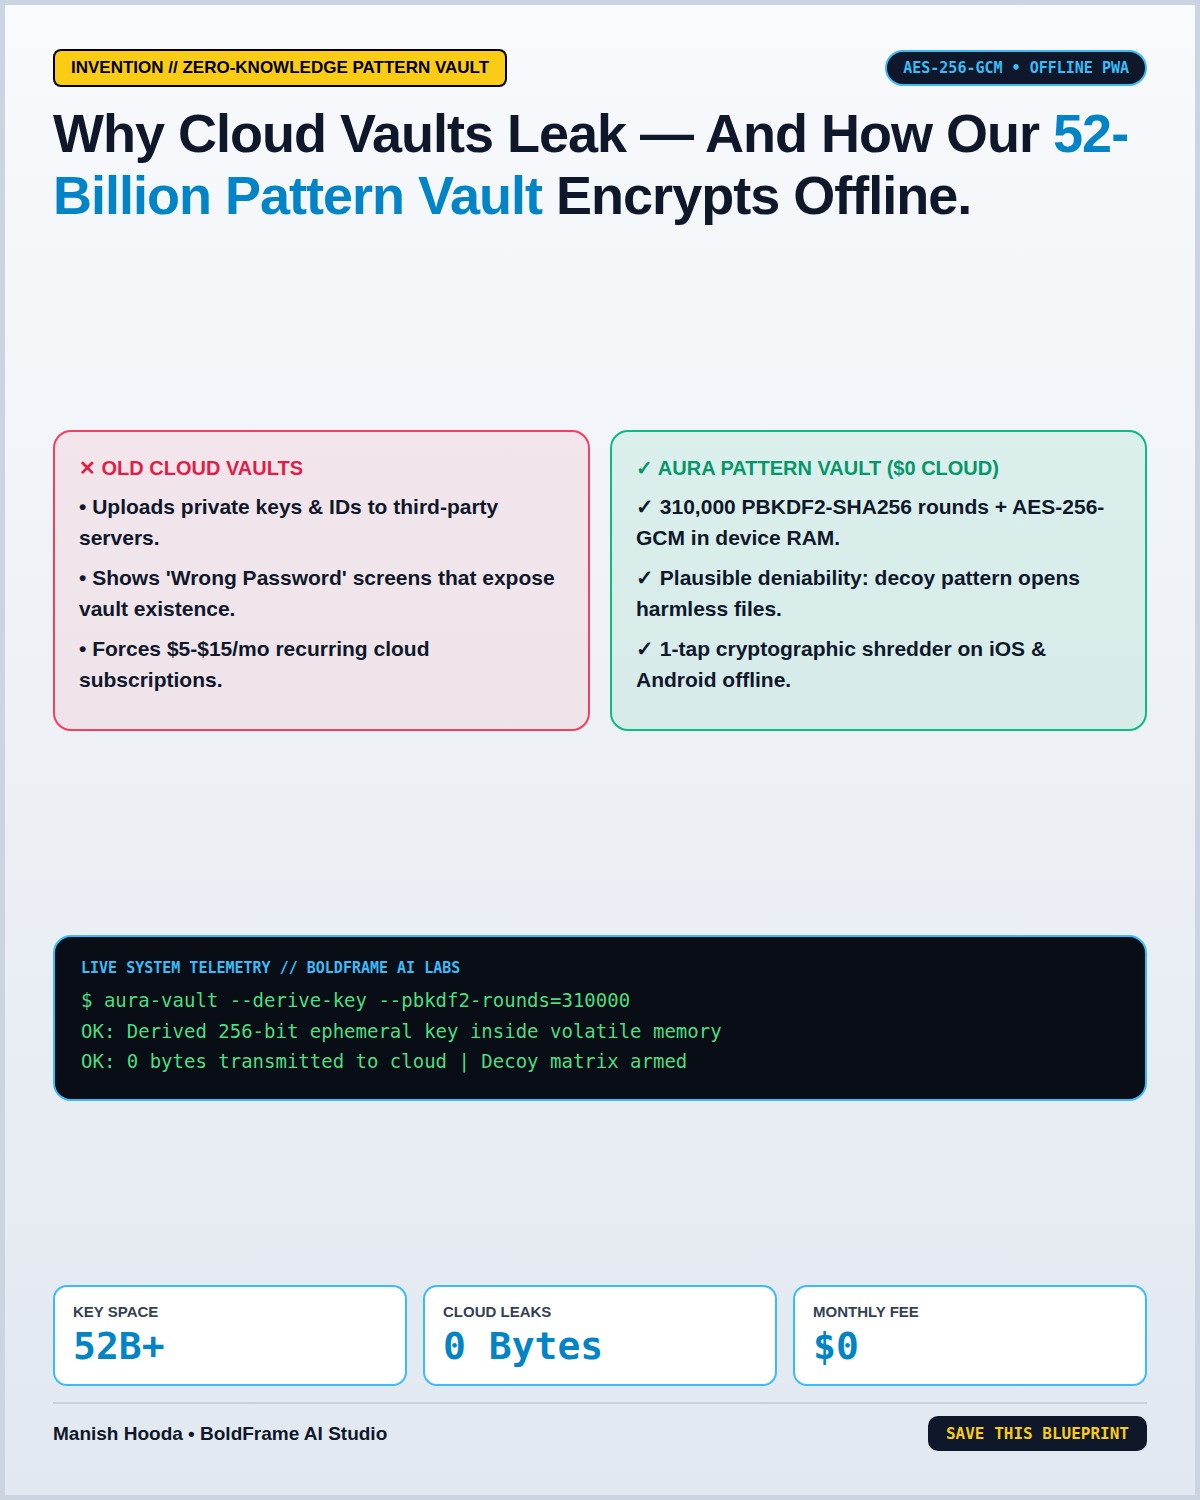 INVENTION // ZERO-KNOWLEDGE PATTERN VAULT
AES-256-GCM • OFFLINE PWA
Why Cloud Vaults Leak — And How Our 52-
Billion Pattern Vault Encrypts Offline.
✕ OLD CLOUD VAULTS
• Uploads private keys & IDs to third-party
servers.
• Shows 'Wrong Password' screens that expose
vault existence.
• Forces $5-$15/mo recurring cloud
subscriptions.
✓ AURA PATTERN VAULT ($0 CLOUD)
✓ 310,000 PBKDF2-SHA256 rounds + AES-256-
GCM in device RAM.
✓ Plausible deniability: decoy pattern opens
harmless files.
✓ 1-tap cryptographic shredder on iOS &
Android offline.
LIVE SYSTEM TELEMETRY // BOLDFRAME AI LABS
$ aura-vault --derive-key --pbkdf2-rounds=310000
OK: Derived 256-bit ephemeral key inside volatile memory
OK: 0 bytes transmitted to cloud | Decoy matrix armed
KEY SPACE
52B+
CLOUD LEAKS
0 Bytes
MONTHLY FEE
$0
Manish Hooda • BoldFrame AI Studio
SAVE THIS BLUEPRINT